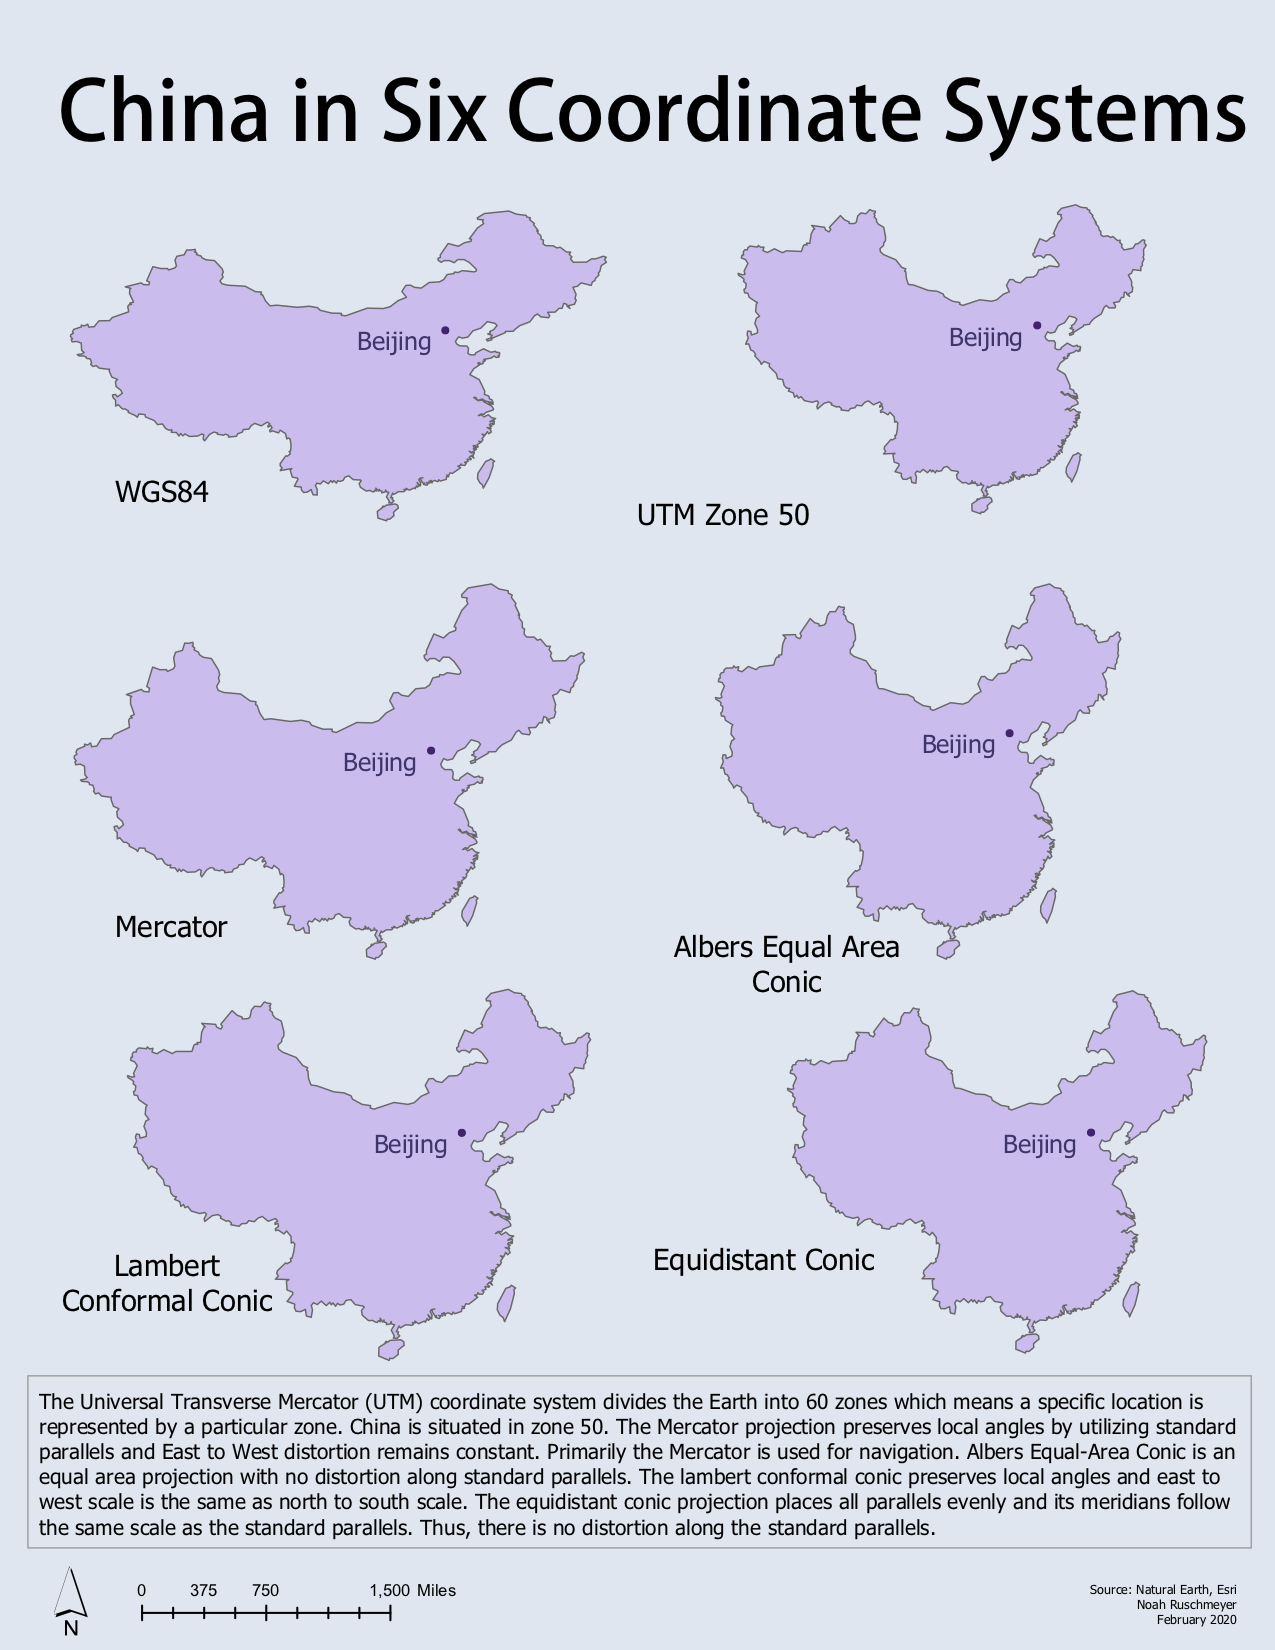 China in Six Coordinate Systems
Beijing
WGS84
Beijing
UTM Zone 50
Beijing
Mercator
Beijing
Albers Equal Area
Conic
Beijing
Lambert
Conformal Conic
Beijing
Equidistant Conic
The Universal Transverse Mercator (UTM) coordinate system divides the Earth into 60 zones which means a specific location is
represented by a particular zone. China is situated in zone 50. The Mercator projection preserves local angles by utilizing standard
parallels and East to West distortion remains constant. Primarily the Mercator is used for navigation. Albers Equal-Area Conic is an
equal area projection with no distortion along standard parallels. The lambert conformal conic preserves local angles and east to
west scale is the same as north to south scale. The equidistant conic projection places all parallels evenly and its meridians follow
the same scale as the standard parallels. Thus, there is no distortion along the standard parallels.
N
0 375 750 1,500 Miles
Source: Natural Earth, Esri
Noah Ruschmeyer
February 2020